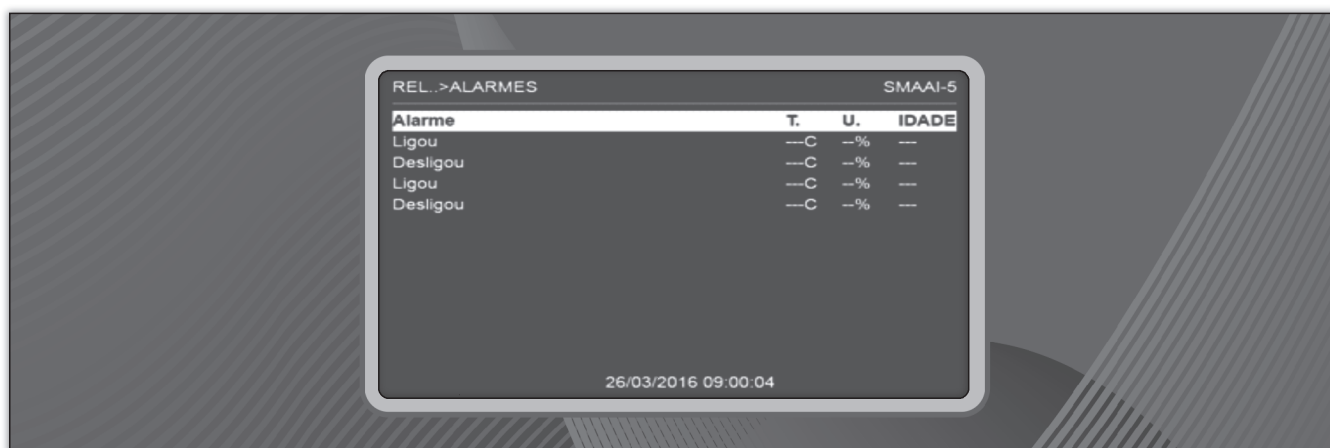 REL..>ALARMES SMAAI-5
Alarme T. U. IDADE
Ligou ---C --% ---
Desligou ---C --% ---
Ligou ---C --% ---
Desligou ---C --% ---
26/03/2016 09:00:04